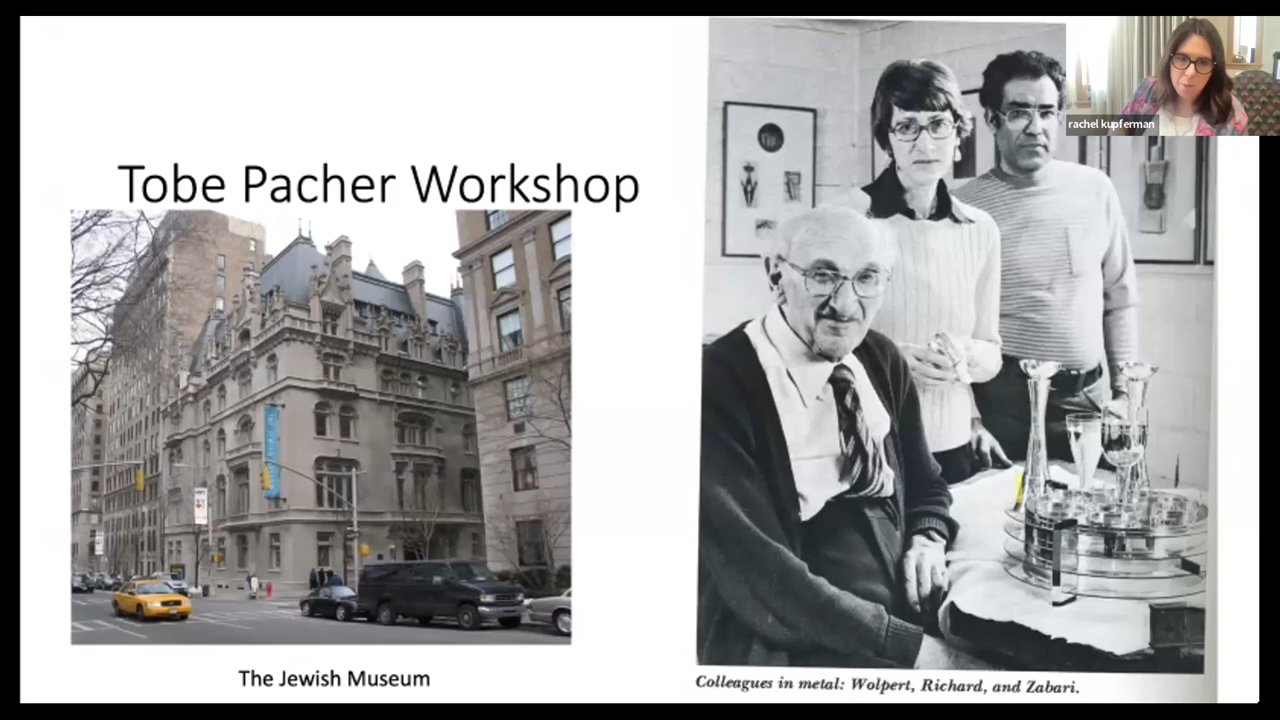 Tobe Pacher Workshop
rachel kupferman
The Jewish Museum
Colleagues in metal: Wolpert, Richard, and Zabari.